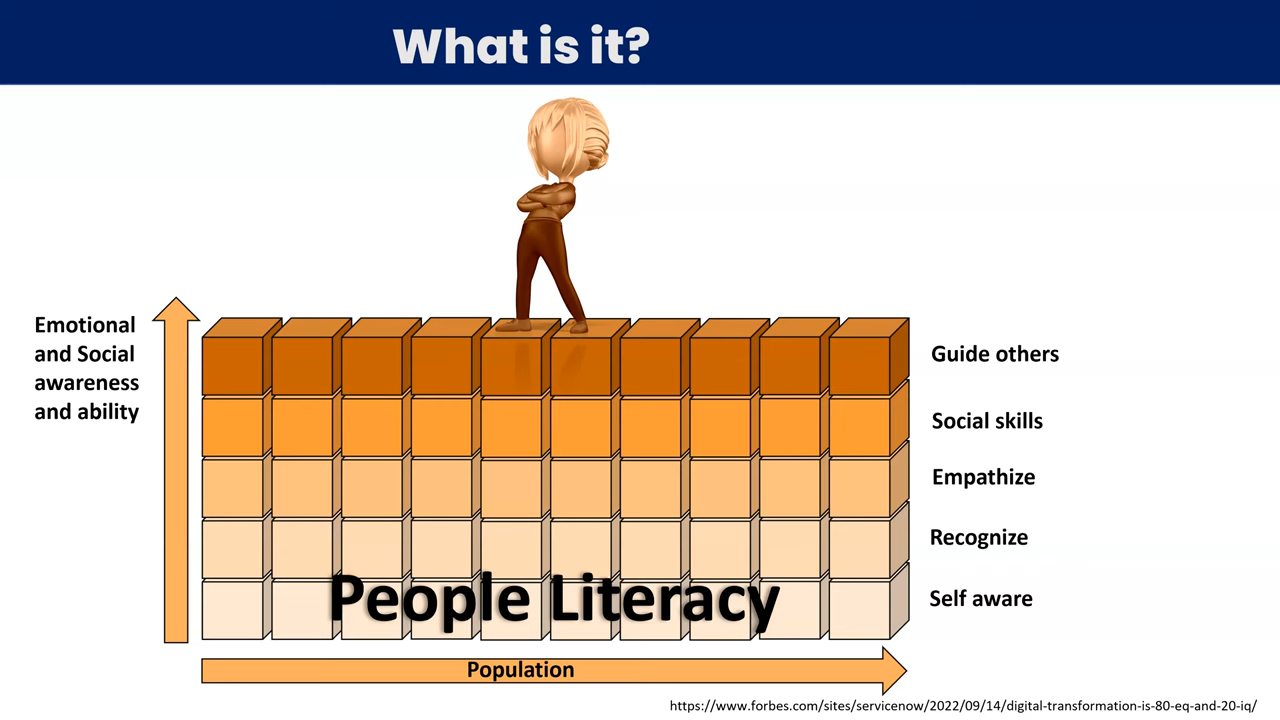 What is it?
Emotional
and Social
awareness
and ability
Guide others
Social skills
Empathize
Recognize
Self aware
People Literacy
Population
https://www.forbes.com/sites/servicenow/2022/09/14/digital-transformation-is-80-eq-and-20-iq/